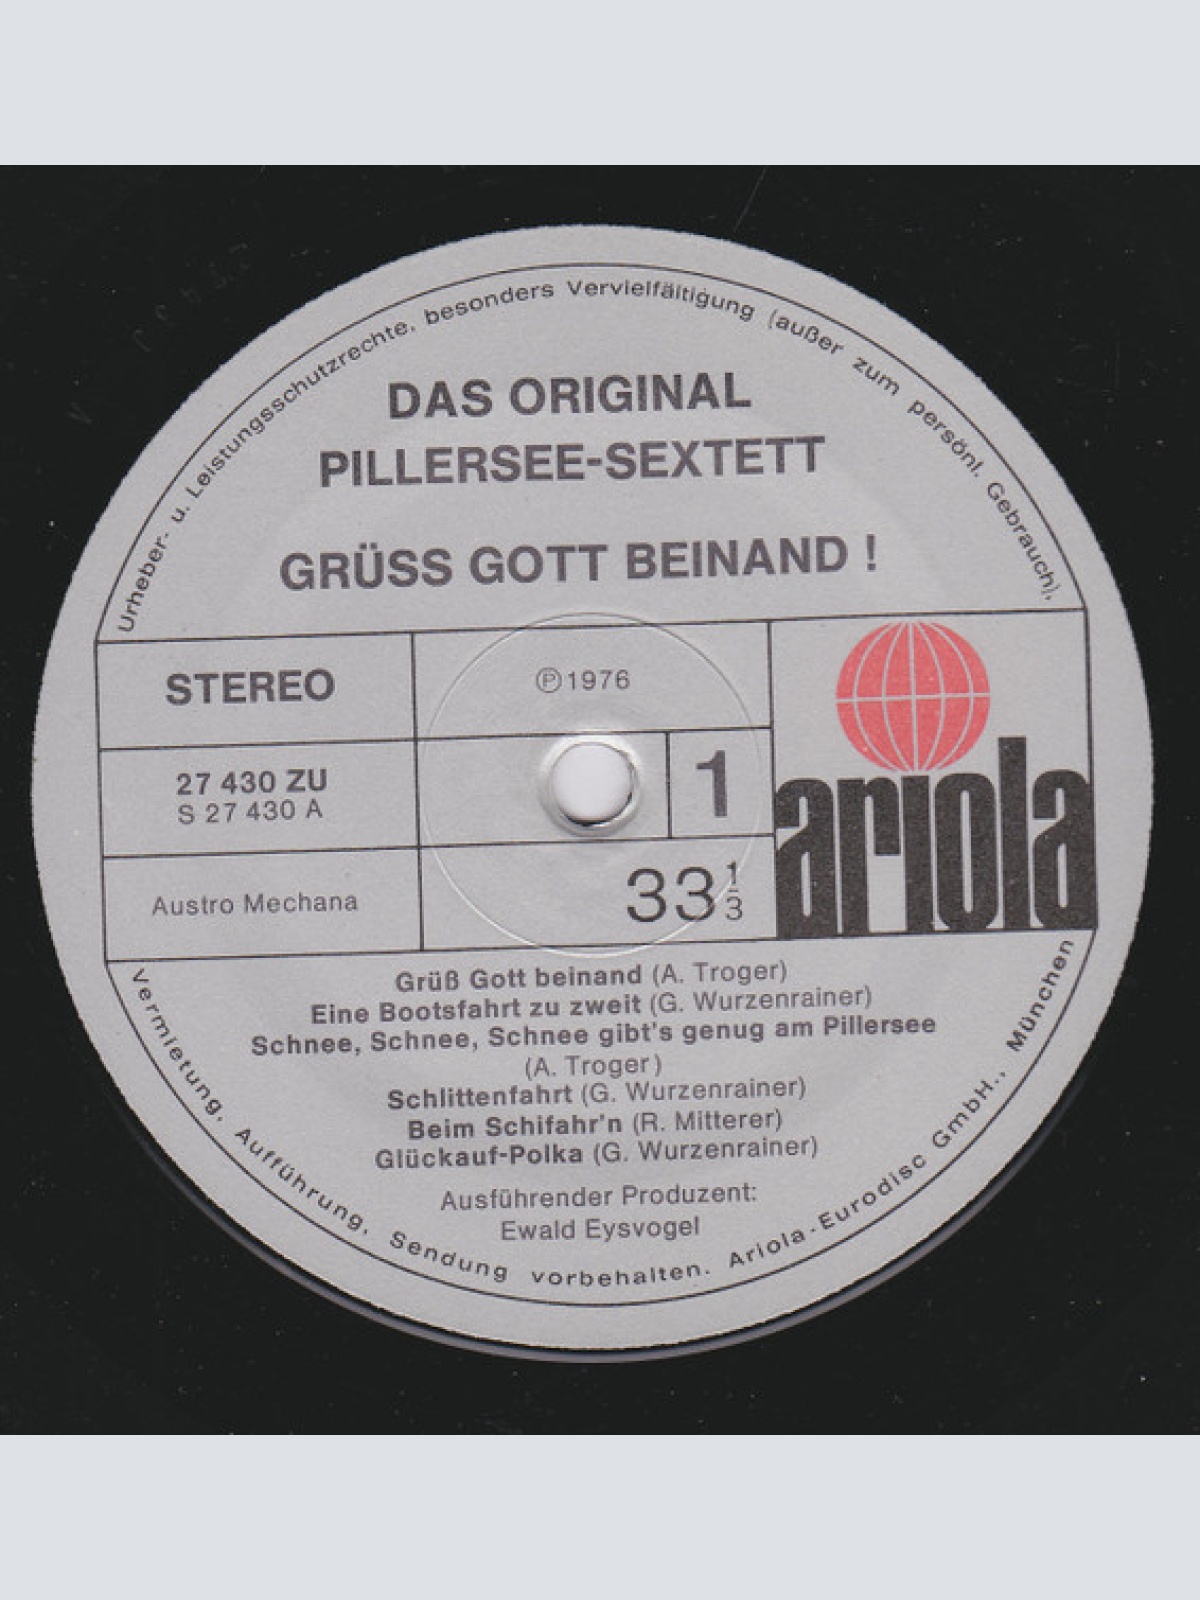 Urheber- u. Leistungsschutzrechte, besonders Vervielfältigung (außer zum persönl. Gebrauch),
DAS ORIGINAL
PILLERSEE-SEXTETT
GRÜSS GOTT BEINAND !
STEREO
℗ 1976
27 430 ZU
S 27 430 A
1
Austro Mechana
33 1/3
ariola
Grüß Gott beinand (A. Troger)
Eine Bootsfahrt zu zweit (G. Wurzenrainer)
Schnee, Schnee, Schnee gibt's genug am Pillersee
(A. Troger)
Schlittenfahrt (G. Wurzenrainer)
Beim Schifahr'n (R. Mitterer)
Glückauf-Polka (G. Wurzenrainer)
Ausführender Produzent:
Ewald Eysvogel
Vermietung, Aufführung, Sendung vorbehalten. Ariola-Eurodisc GmbH., München